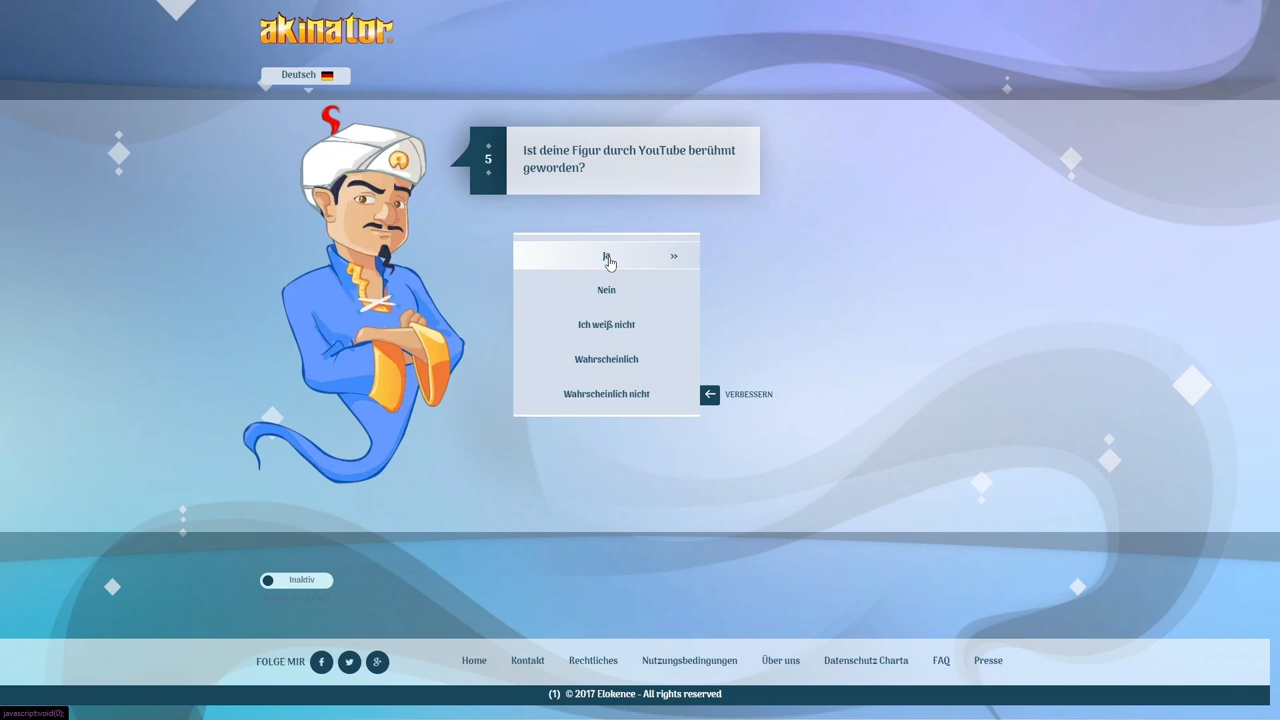 akinator
Deutsch
5
Ist deine Figur durch YouTube berühmt
geworden?
Ja »
Nein
Ich weiß nicht
Wahrscheinlich
Wahrscheinlich nicht
VERBESSERN
Inaktiv
FOLGE MIR
Home Kontakt Rechtliches Nutzungsbedingungen Über uns Datenschutz Charta FAQ Presse
(1) © 2017 Elokence - All rights reserved
javascript:void(0);